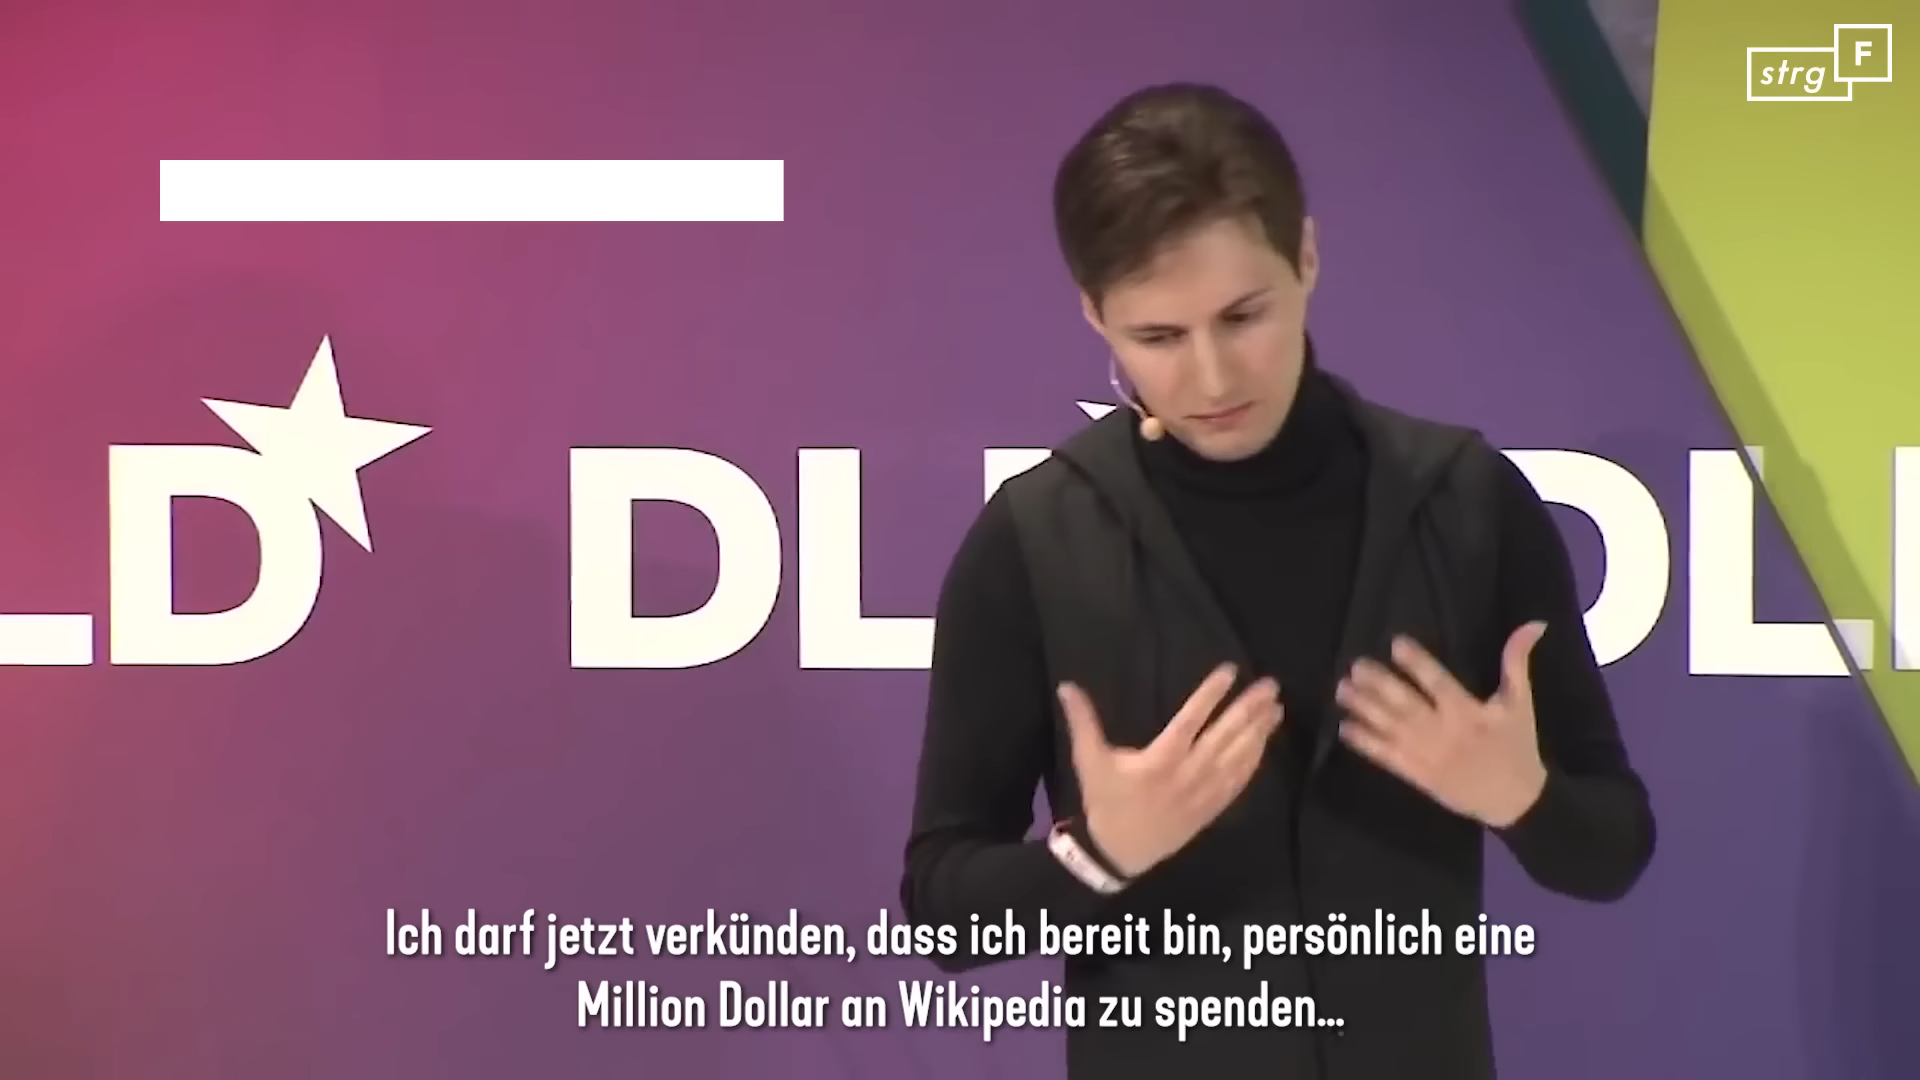 strg F
LD DL DL
Ich darf jetzt verkünden, dass ich bereit bin, persönlich eine
Million Dollar an Wikipedia zu spenden...